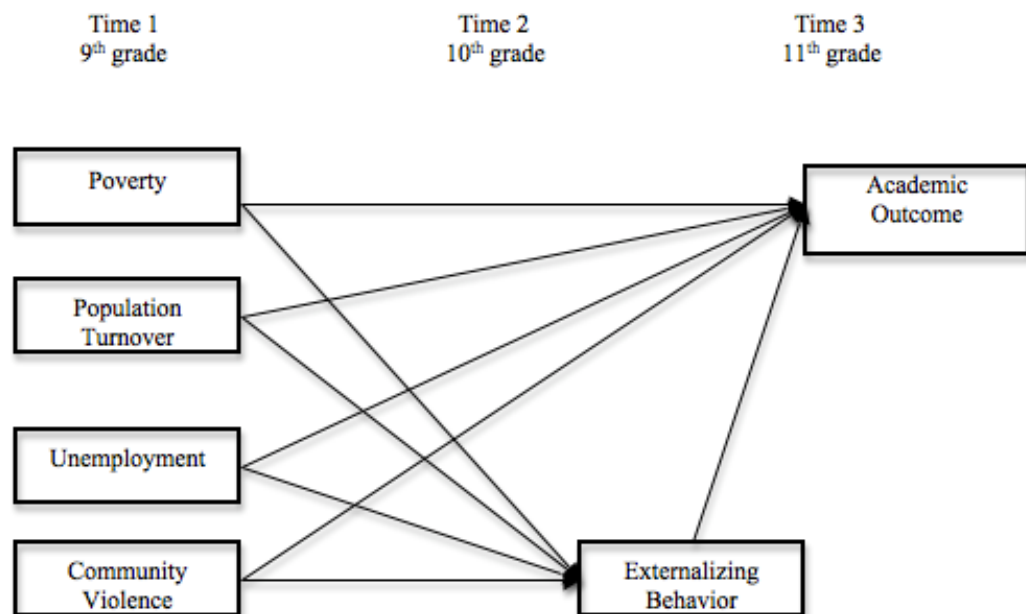 Time 1
9th grade
Time 2
10th grade
Time 3
11th grade
Poverty
Academic
Outcome
Population
Turnover
Unemployment
Community
Violence
Externalizing
Behavior